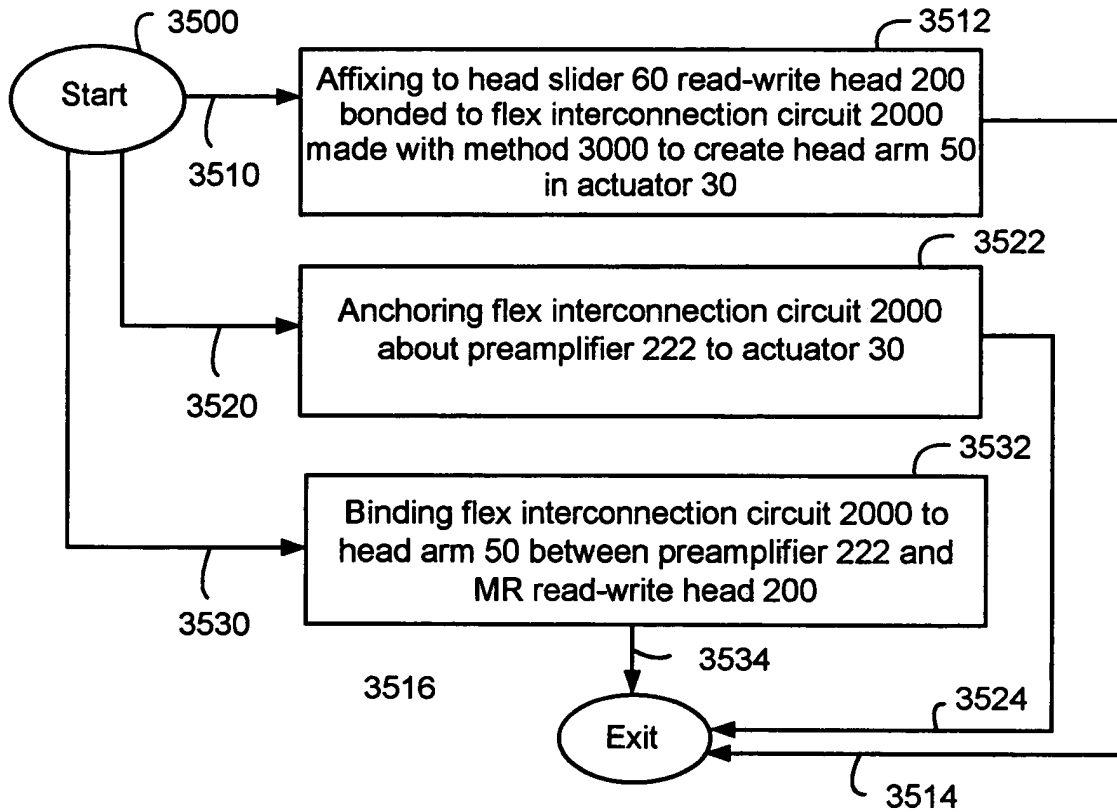 3500
Start
3510
3512
Affixing to head slider 60 read-write head 200
bonded to flex interconnection circuit 2000
made with method 3000 to create head arm 50
in actuator 30
3522
Anchoring flex interconnection circuit 2000
about preamplifier 222 to actuator 30
3520
3532
Binding flex interconnection circuit 2000 to
head arm 50 between preamplifier 222 and
MR read-write head 200
3530
3534
3516
3524
Exit
3514